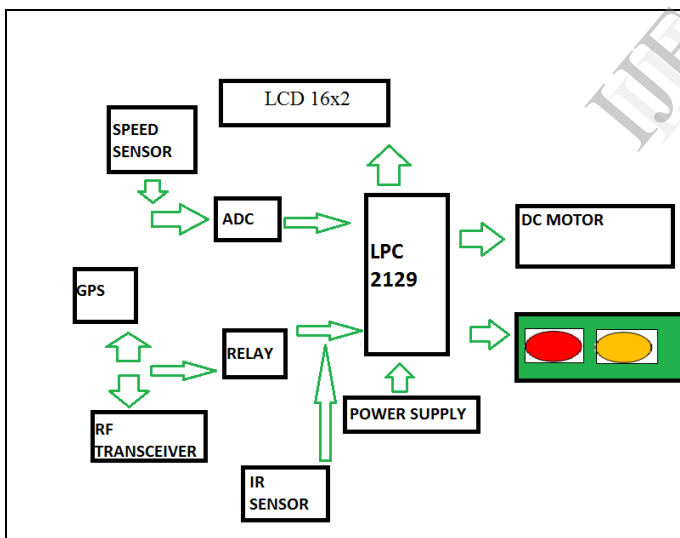 LCD 16x2
SPEED
SENSOR
ADC
LPC
2129
DC MOTOR
GPS
RELAY
RF
TRANSCEIVER
POWER SUPPLY
IR
SENSOR